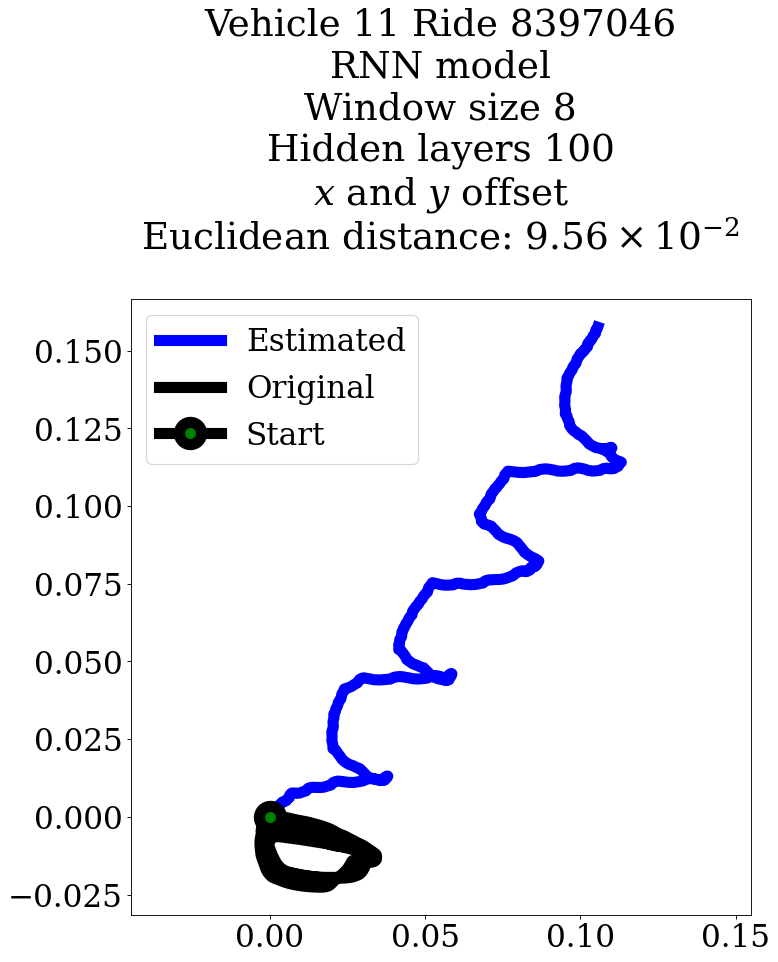 Vehicle 11 Ride 8397046
RNN model
Window size 8
Hidden layers 100
x and y offset
Euclidean distance: 9.56 × 10⁻²
Estimated
Original
Start
0.150
0.125
0.100
0.075
0.050
0.025
0.000
−0.025
0.00 0.05 0.10 0.15